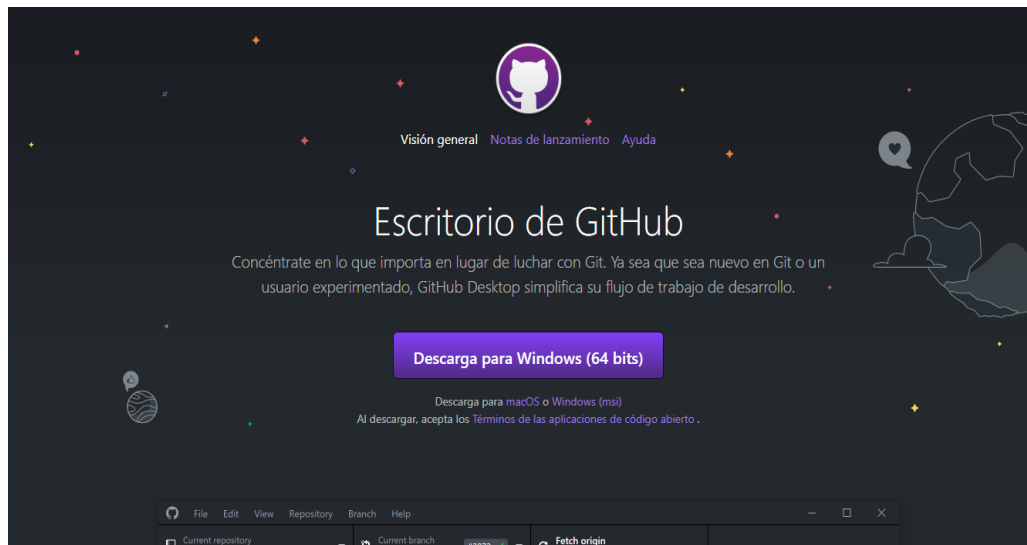 Visión general Notas de lanzamiento Ayuda
Escritorio de GitHub
Concéntrate en lo que importa en lugar de luchar con Git. Ya sea que sea nuevo en Git o un
usuario experimentado, GitHub Desktop simplifica su flujo de trabajo de desarrollo.
Descarga para Windows (64 bits)
Descarga para macOS o Windows (msi)
Al descargar, acepta los Términos de las aplicaciones de código abierto .
File Edit View Repository Branch Help
Current repository Current branch Fetch origin